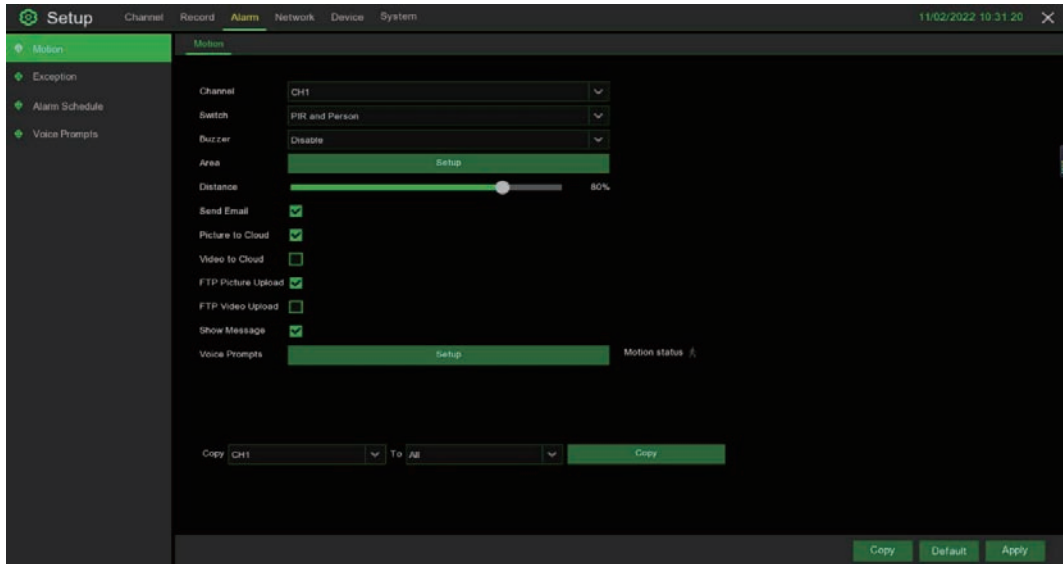 Setup Channel Record Alarm Network Device System 11/02/2022 10:31:20
Motion
Exception
Alarm Schedule
Voice Prompts
Motion
Channel CH1
Switch PIR and Person
Buzzer Disable
Area Setup
Distance 80%
Send Email
Picture to Cloud
Video to Cloud
FTP Picture Upload
FTP Video Upload
Show Message
Voice Prompts Setup Motion status
Copy CH1 To All Copy
Copy Default Apply